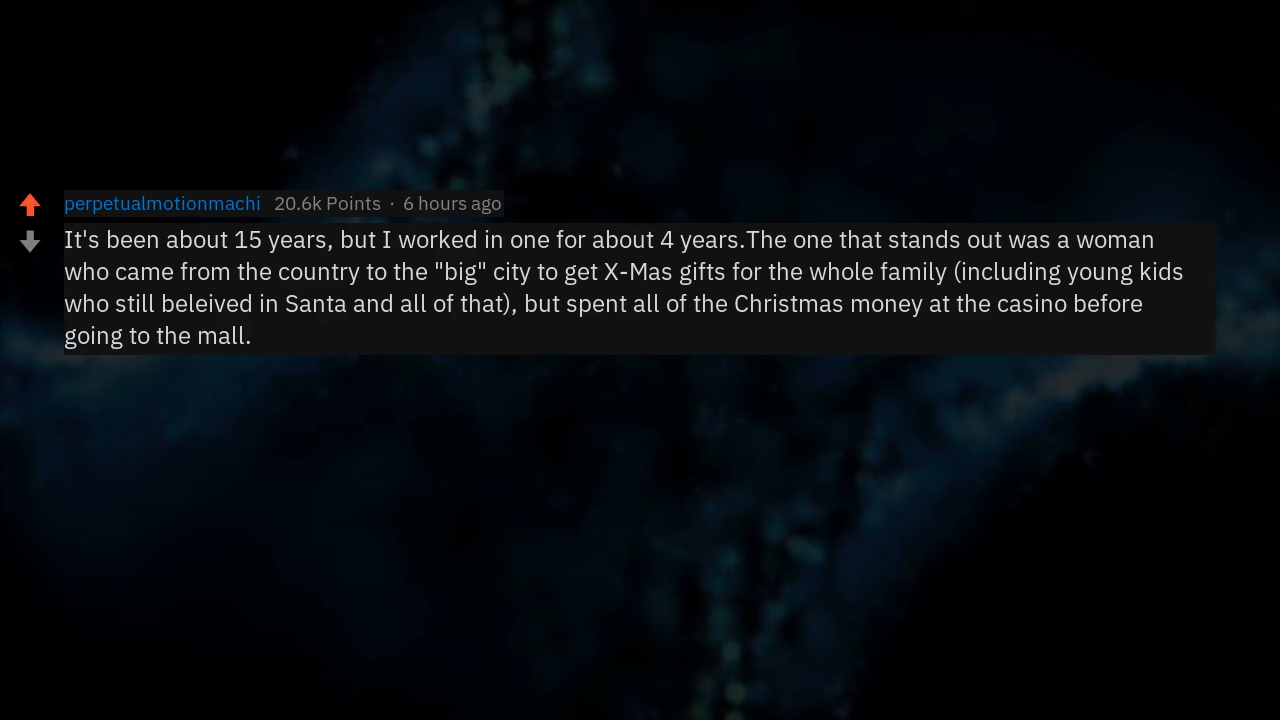 perpetualmotionmachi 20.6k Points · 6 hours ago
It's been about 15 years, but I worked in one for about 4 years.The one that stands out was a woman
who came from the country to the "big" city to get X-Mas gifts for the whole family (including young kids
who still beleived in Santa and all of that), but spent all of the Christmas money at the casino before
going to the mall.